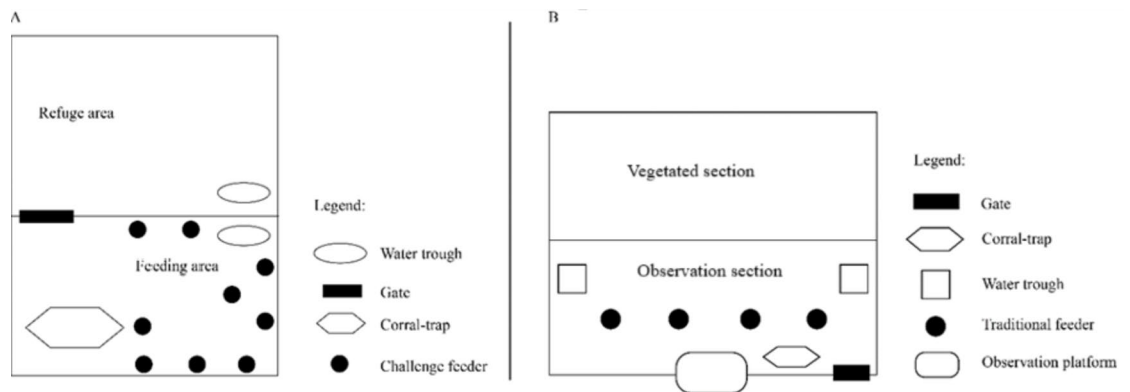 A
Refuge area
Feeding area
Legend:
Water trough
Gate
Corral-trap
Challenge feeder
B
Vegetated section
Observation section
Legend:
Gate
Corral-trap
Water trough
Traditional feeder
Observation platform